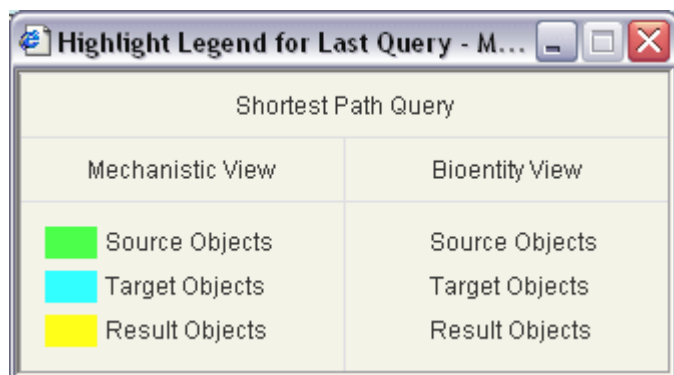 Highlight Legend for Last Query - M...
Shortest Path Query
Mechanistic View Bioentity View
Source Objects Source Objects
Target Objects Target Objects
Result Objects Result Objects